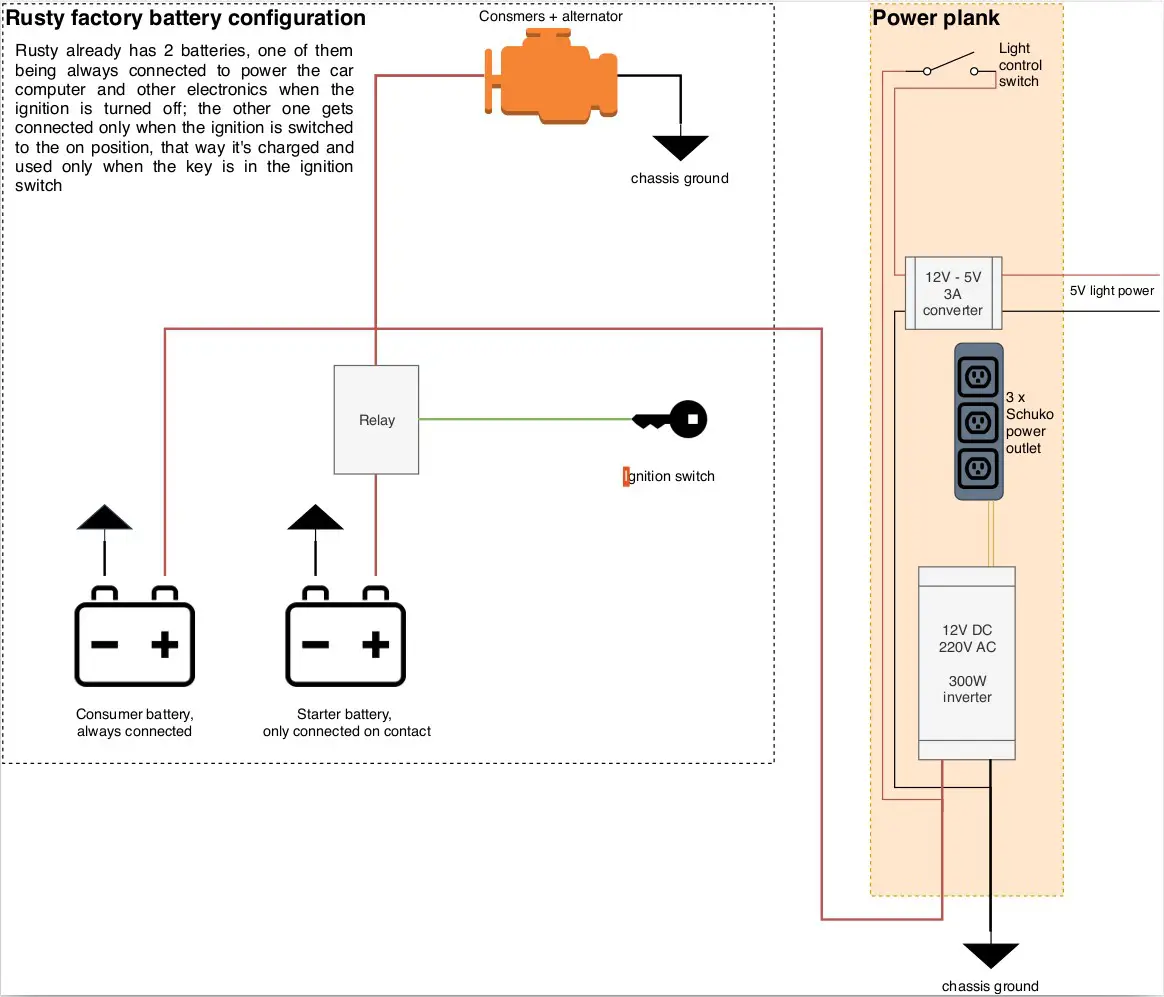 Rusty factory battery configuration
Rusty already has 2 batteries, one of them
being always connected to power the car
computer and other electronics when the
ignition is turned off; the other one gets
connected only when the ignition is switched
to the on position, that way it's charged and
used only when the key is in the ignition
switch
Consmers + alternator
chassis ground
Relay
Ignition switch
Consumer battery,
always connected
Starter battery,
only connected on contact
Power plank
Light
control
switch
12V - 5V
3A
converter
5V light power
3 x
Schuko
power
outlet
12V DC
220V AC
300W
inverter
chassis ground